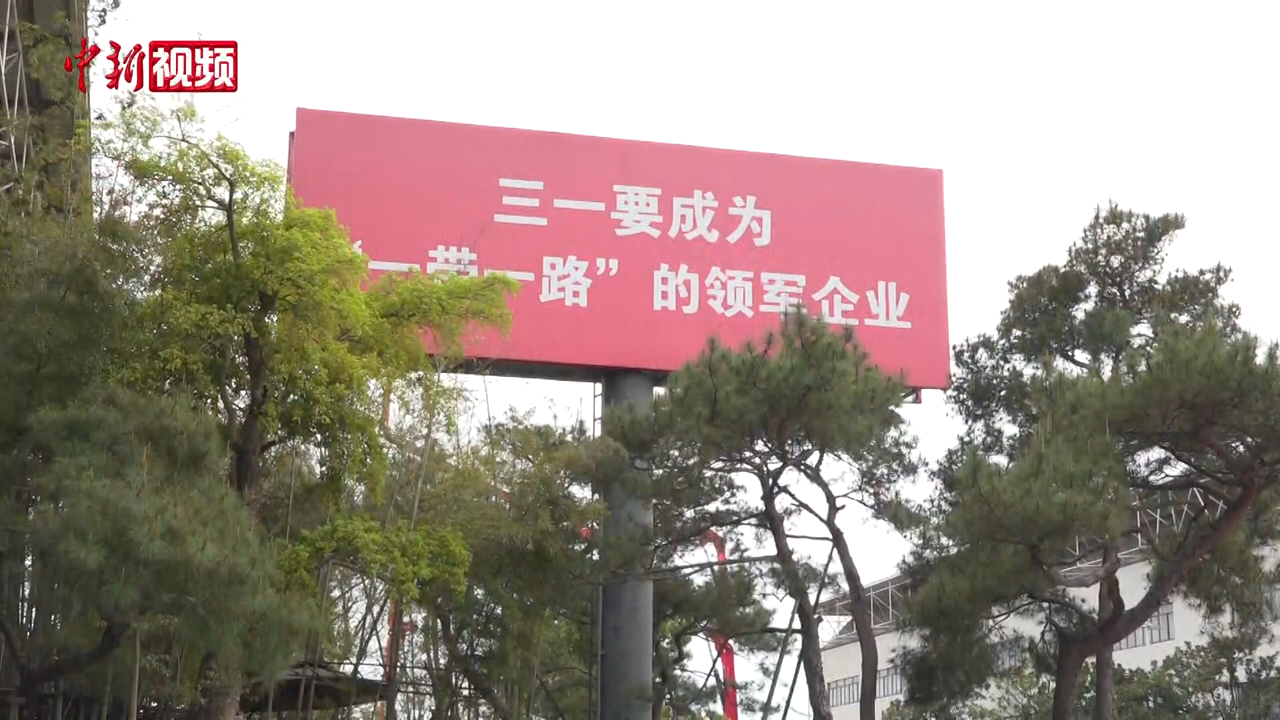 中新视频
三一要成为
“一带一路”的领军企业